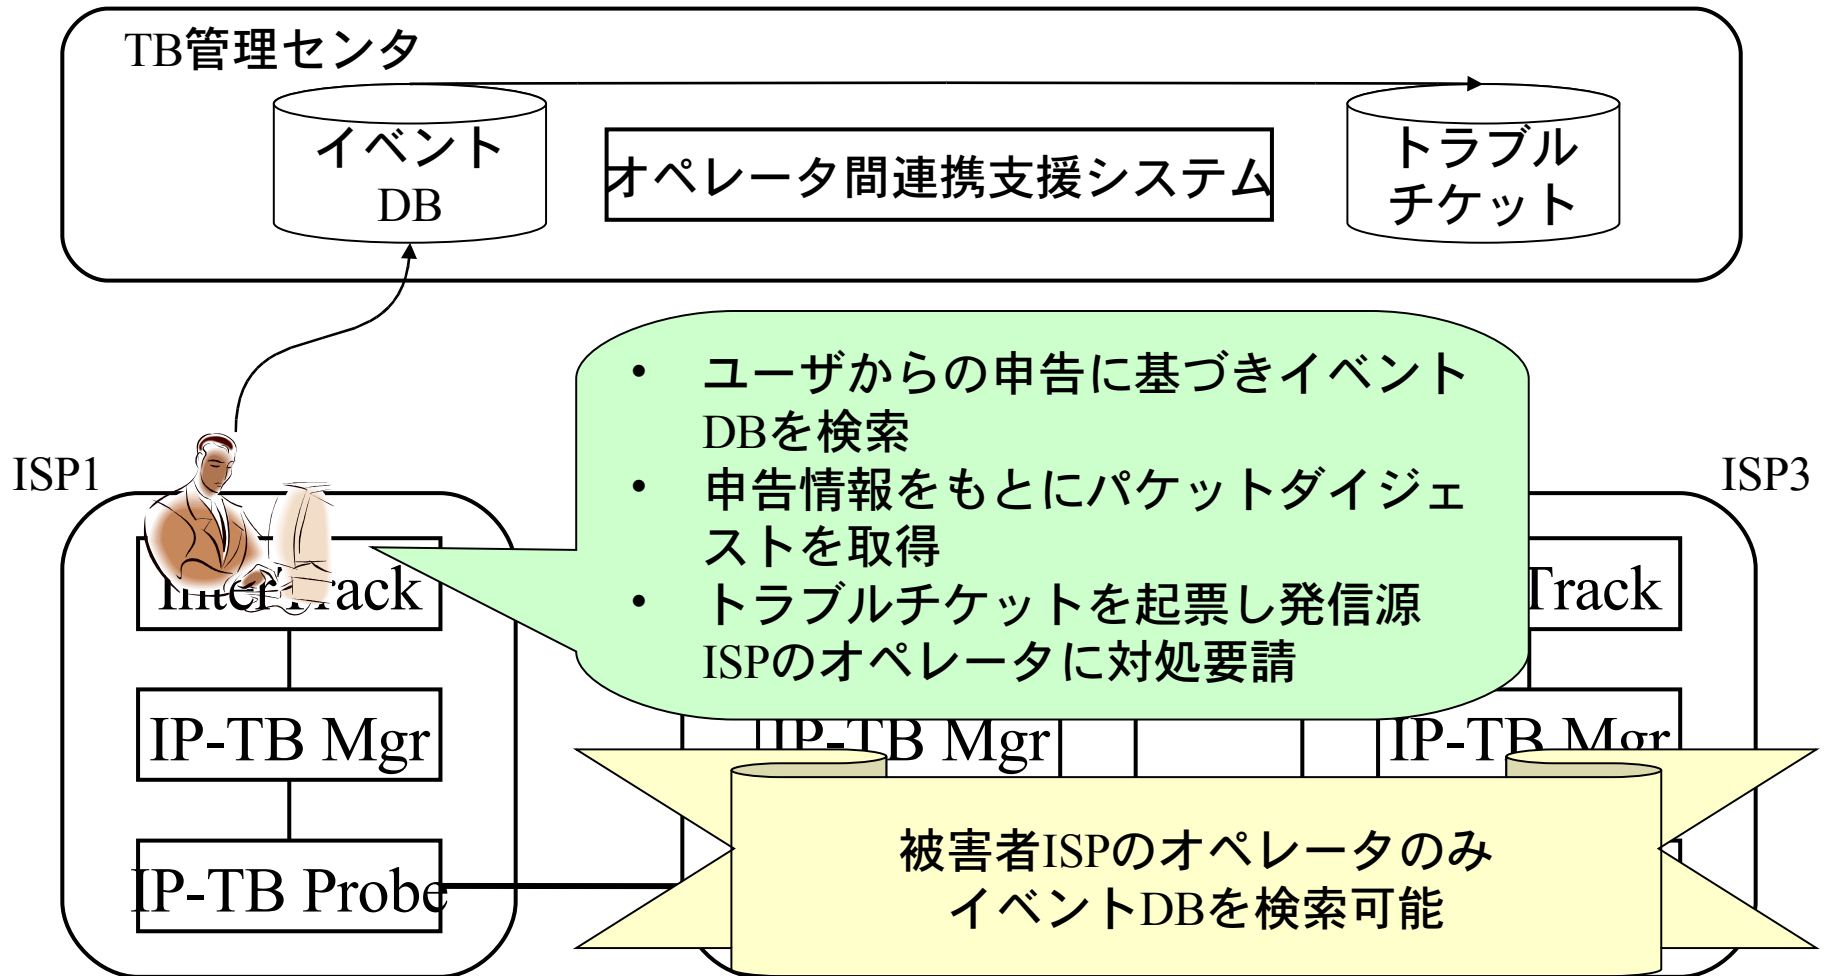 TB管理センタ
イベント
DB
オペレータ間連携支援システム
トラブル
チケット
• ユーザからの申告に基づきイベント
DBを検索
• 申告情報をもとにパケットダイジェ
ストを取得
• トラブルチケットを起票し発信源
ISPのオペレータに対処要請
ISP1
ISP3
InterTrack
Track
IP-TB Mgr
IP-TB Mgr
IP-TB Mgr
IP-TB Probe
被害者ISPのオペレータのみ
イベントDBを検索可能